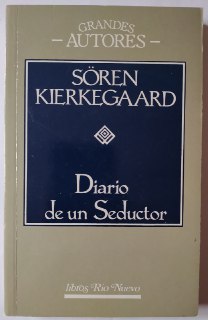 GRANDES
AUTORES
SÖREN
KIERKEGAARD
Diario
de un Seductor
libros Río Nuevo